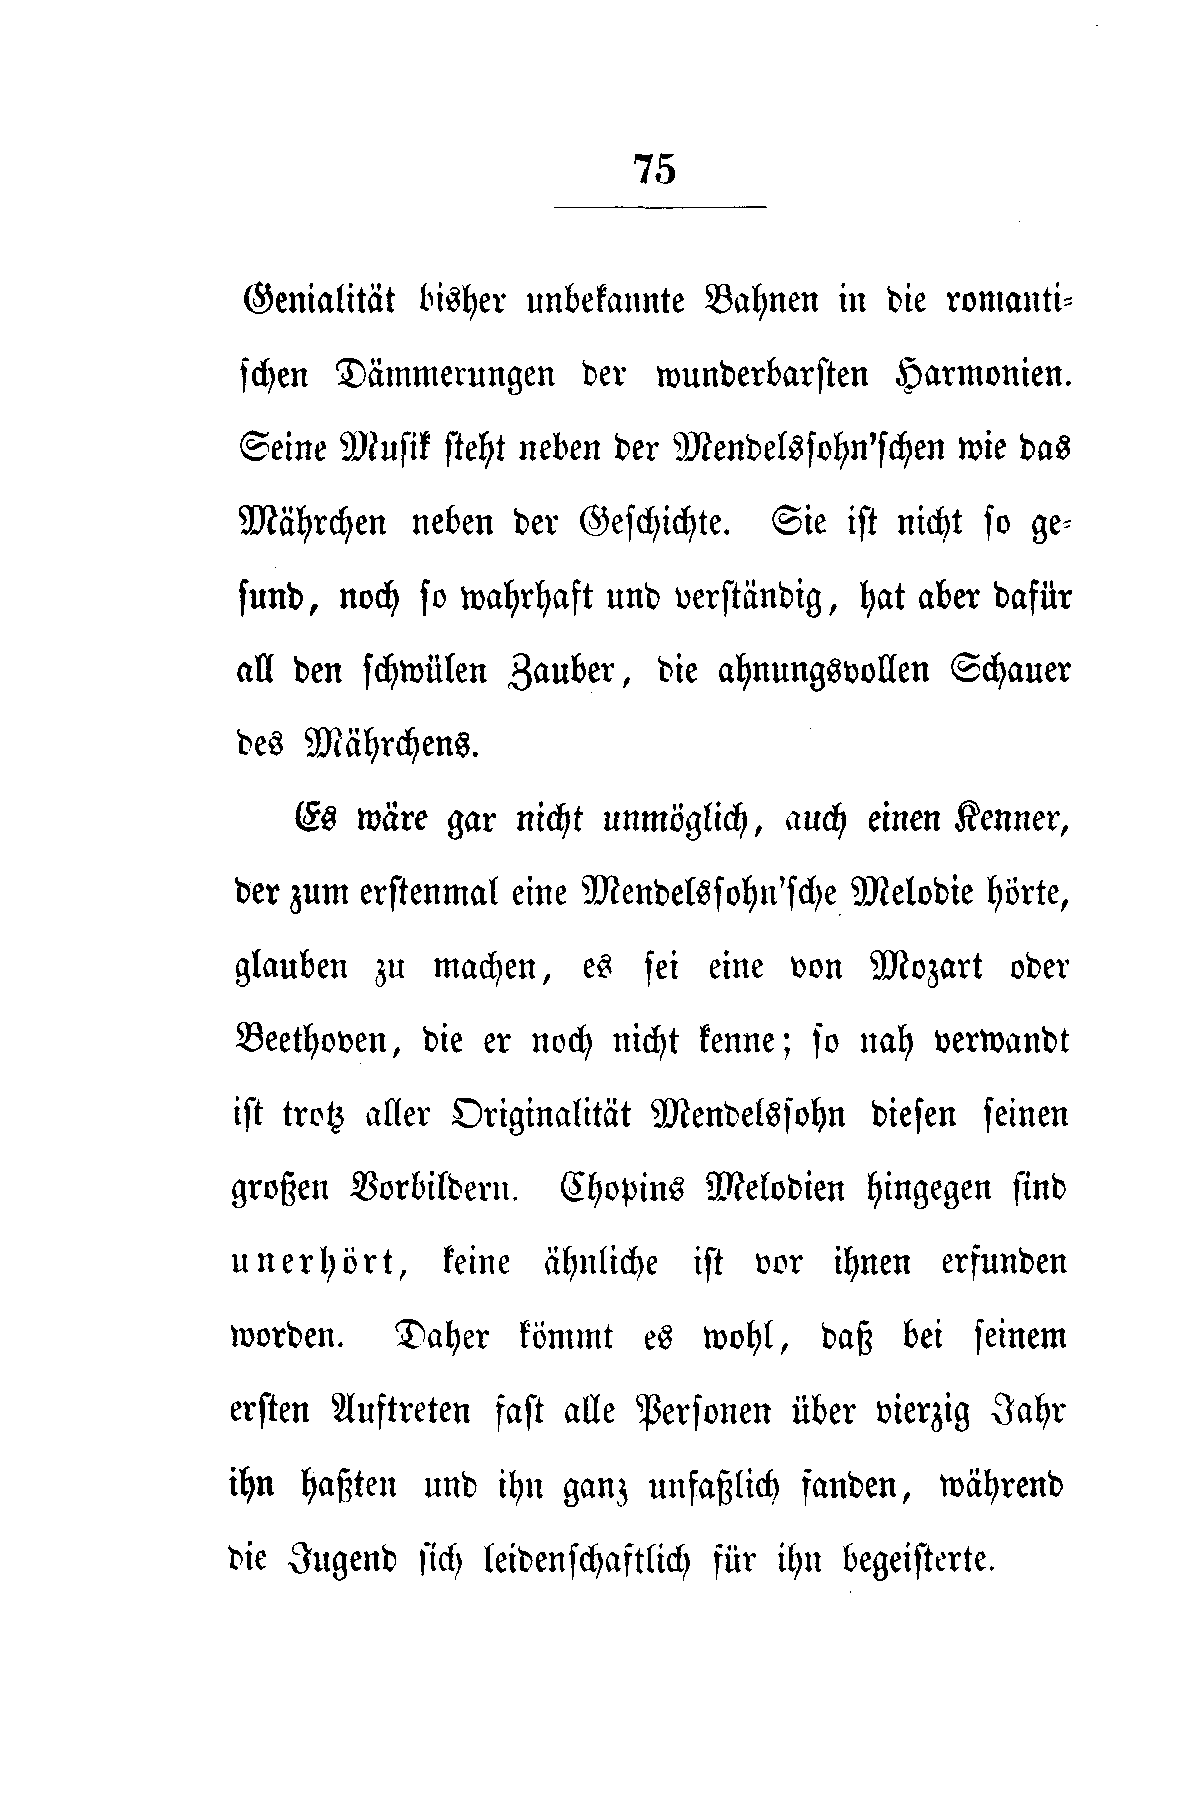 75
Genialität bisher unbekannte Bahnen in die romanti-
schen Dämmerungen der wunderbarsten Harmonien.
Seine Musik steht neben der Mendelssohn'schen wie das
Mährchen neben der Geschichte. Sie ist nicht so ge-
sund, noch so wahrhaft und verständig, hat aber dafür
all den schwülen Zauber, die ahnungsvollen Schauer
des Mährchens.
Es wäre gar nicht unmöglich, auch einen Kenner,
der zum erstenmal eine Mendelssohn'sche Melodie hörte,
glauben zu machen, es sei eine von Mozart oder
Beethoven, die er noch nicht kenne; so nah verwandt
ist trotz aller Originalität Mendelssohn diesen seinen
großen Vorbildern. Chopins Melodien hingegen sind
unerhört, keine ähnliche ist vor ihnen erfunden
worden. Daher kömmt es wohl, daß bei seinem
ersten Auftreten fast alle Personen über vierzig Jahr
ihn haßten und ihn ganz unfaßlich fanden, während
die Jugend sich leidenschaftlich für ihn begeisterte.